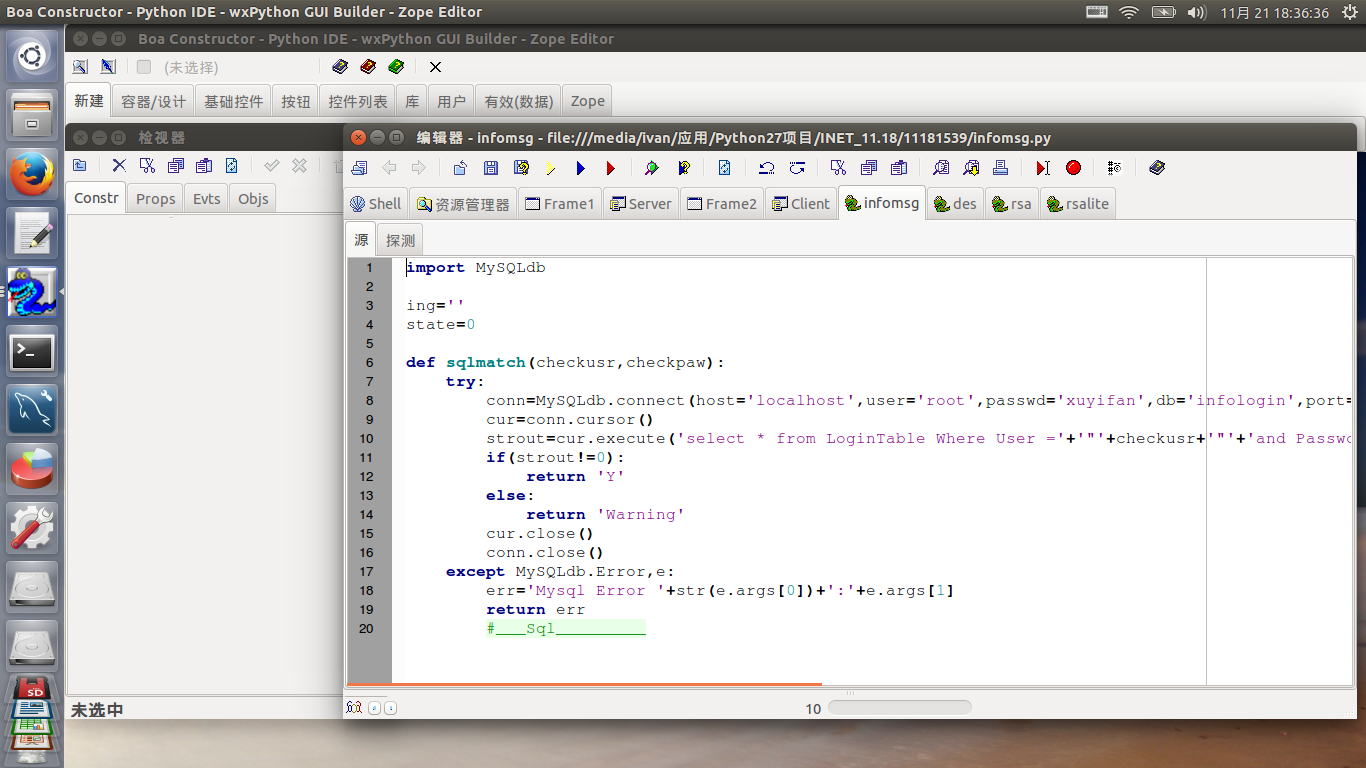 Boa Constructor - Python IDE - wxPython GUI Builder - Zope Editor
11月 21 18:36:36
Boa Constructor - Python IDE - wxPython GUI Builder - Zope Editor
(未选择)
新建 容器/设计 基础控件 按钮 控件列表 库 用户 有效(数据) Zope
检视器
编辑器 - infomsg - file:///media/ivan/应用/Python27项目/INET_11.18/11181539/infomsg.py
Constr Props Evts Objs
Shell 资源管理器 Frame1 Server Frame2 Client infomsg des rsa rsalite
源 探测
1 import MySQLdb
2
3 ing=''
4 state=0
5
6 def sqlmatch(checkusr,checkpaw):
7 try:
8 conn=MySQLdb.connect(host='localhost',user='root',passwd='xuyifan',db='infologin',port=
9 cur=conn.cursor()
10 strout=cur.execute('select * from LoginTable Where User ='+'"'+checkusr+'"'+'and Passwo
11 if(strout!=0):
12 return 'Y'
13 else:
14 return 'Warning'
15 cur.close()
16 conn.close()
17 except MySQLdb.Error,e:
18 err='Mysql Error '+str(e.args[0])+':'+e.args[1]
19 return err
20 #___Sql_________
未选中
10
SD